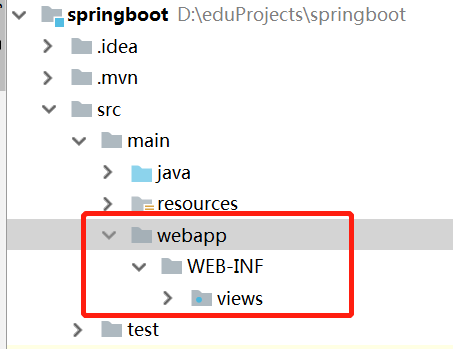 springboot D:\eduProjects\springboot
.idea
.mvn
src
main
java
resources
webapp
WEB-INF
views
test